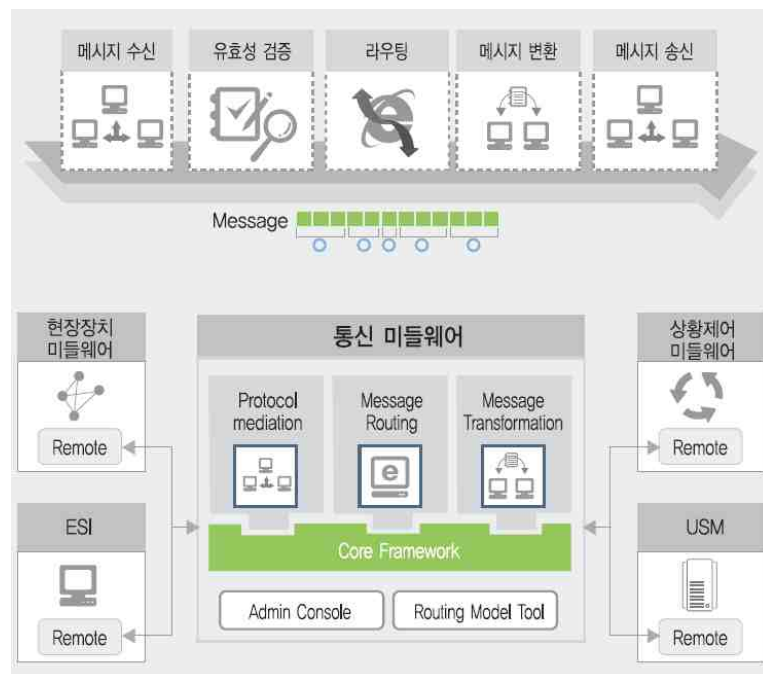 메시지 수신
유효성 검증
라우팅
메시지 변환
메시지 송신
Message
현장장치
미들웨어
Remote
ESI
Remote
통신 미들웨어
Protocol
mediation
Message
Routing
Message
Transformation
Core Framework
Admin Console
Routing Model Tool
상황제어
미들웨어
Remote
USM
Remote